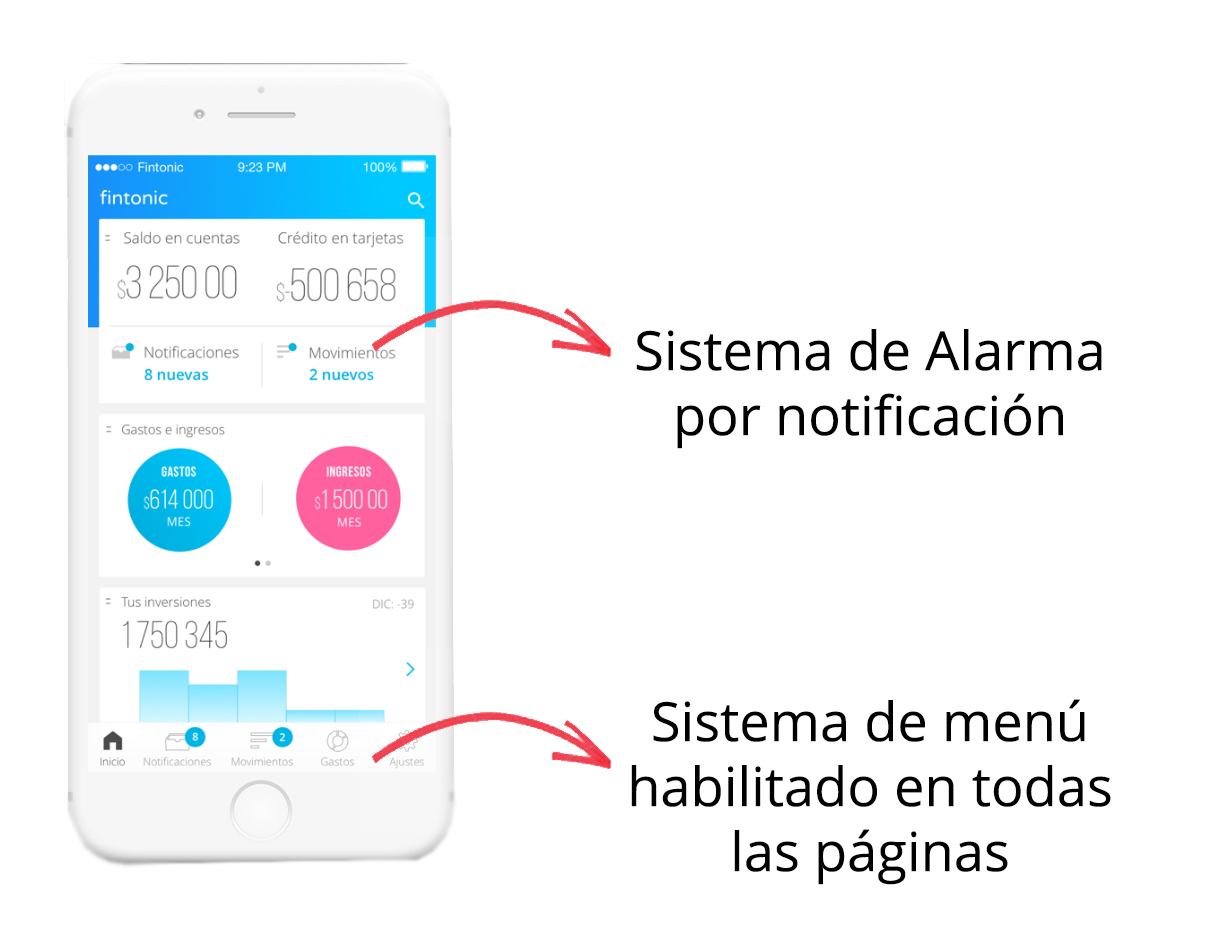 Fintonic 9:23 PM 100%
fintonic
Saldo en cuentas Crédito en tarjetas
$3 250 00 $-500 658
Notificaciones Movimientos
8 nuevas 2 nuevos
Sistema de Alarma
por notificación
Gastos e ingresos
GASTOS INGRESOS
$614 000 $1 500 00
MES MES
Tus inversiones DIC: -39
1 750 345
8 2
Inicio Notificaciones Movimientos Gastos Ajustes
Sistema de menú
habilitado en todas
las páginas